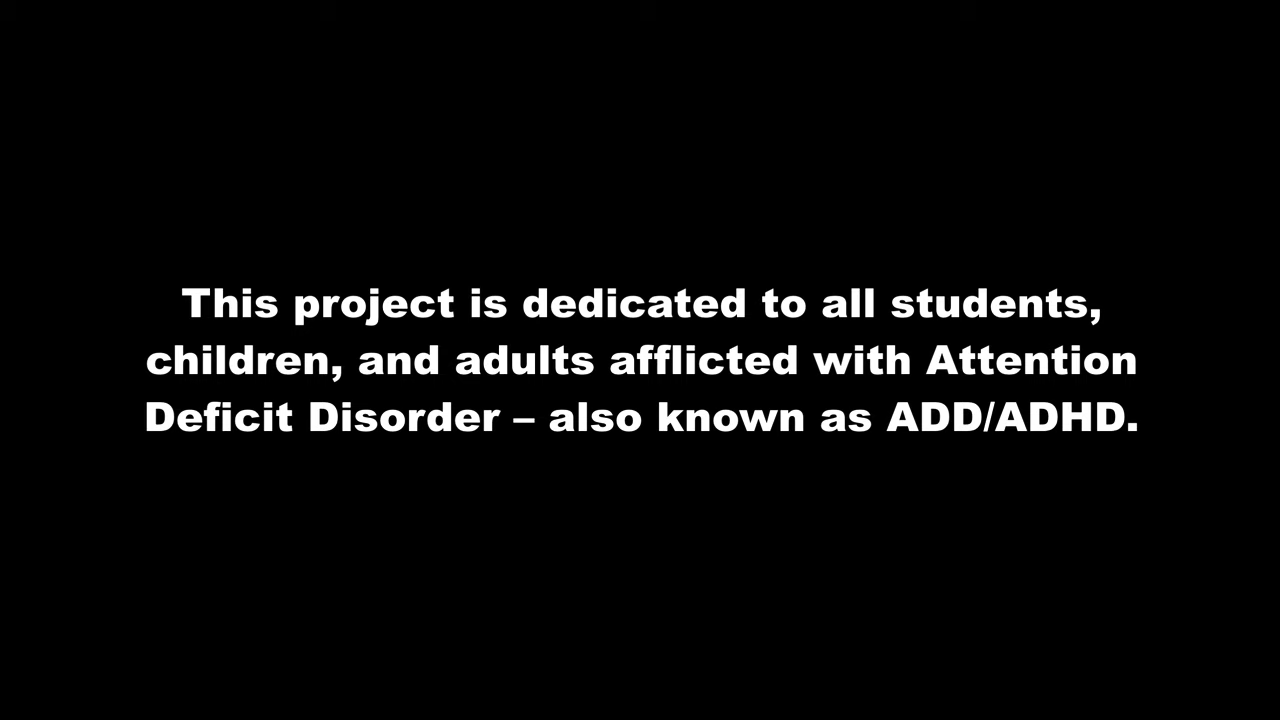 This project is dedicated to all students,
children, and adults afflicted with Attention
Deficit Disorder – also known as ADD/ADHD.